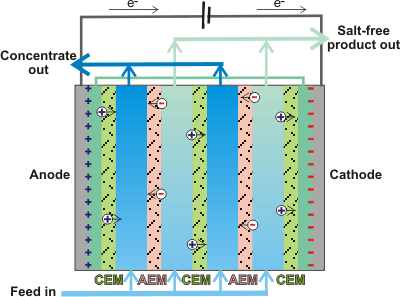 e- e-
Salt-free
product out
Concentrate
out
Anode
Cathode
CEM AEM CEM AEM CEM
Feed in